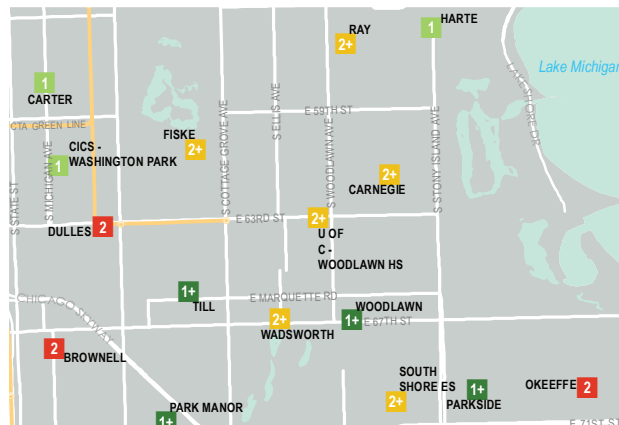 RAY
2+
HARTE
1
Lake Michigan
LAKE SHORE DR
1
CARTER
CTA GREEN LINE
E 59TH ST
S ELLIS AVE
S COTTAGE GROVE AVE
S WOODLAWN AVE
S STONY ISLAND AVE
S MICHIGAN AVE
S STATE ST
FISKE
2+
CICS -
WASHINGTON PARK
1
2+
CARNEGIE
DULLES
2
E 63RD ST
2+
U OF
C -
WOODLAWN HS
CHICAGO SKYWAY
1+
TILL
E MARQUETTE RD
WOODLAWN
1+
E 67TH ST
2+
WADSWORTH
2
BROWNELL
SOUTH
SHORE ES
2+
1+
PARKSIDE
OKEEFFE
2
PARK MANOR
1+
E 71ST ST